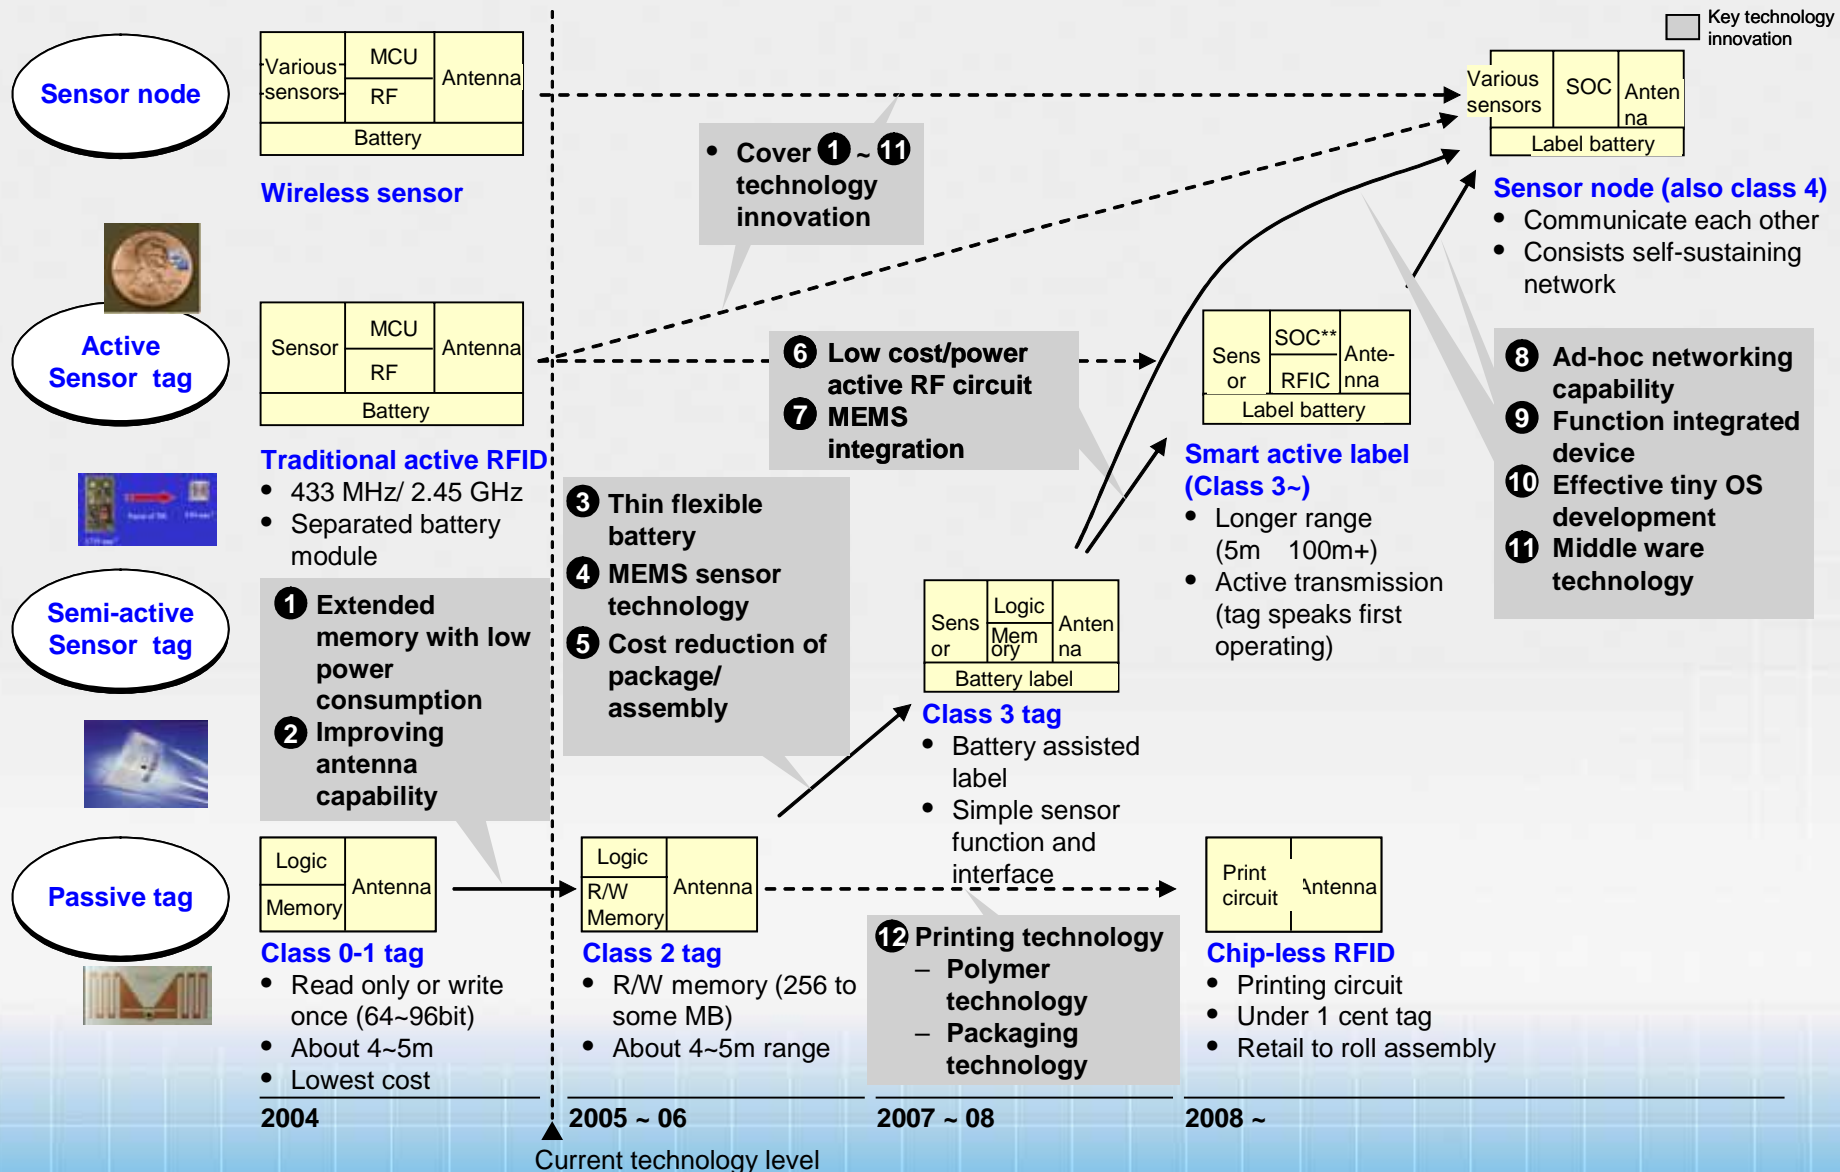 Key technology
innovation
Sensor node
Various
sensors
MCU
RF
Antenna
Battery
Wireless sensor
Various
sensors
SOC
Anten
na
Label battery
Sensor node (also class 4)
• Communicate each other
• Consists self-sustaining
network
• Cover 1 ~ 11
technology
innovation
Active
Sensor tag
Sensor
MCU
RF
Antenna
Battery
Traditional active RFID
• 433 MHz/ 2.45 GHz
• Separated battery
module
6 Low cost/power
active RF circuit
7 MEMS
integration
Sens
or
SOC**
RFIC
Ante-
nna
Label battery
Smart active label
(Class 3~)
• Longer range
(5m 100m+)
• Active transmission
(tag speaks first
operating)
8 Ad-hoc networking
capability
9 Function integrated
device
10 Effective tiny OS
development
11 Middle ware
technology
Semi-active
Sensor tag
1 Extended
memory with low
power
consumption
2 Improving
antenna
capability
3 Thin flexible
battery
4 MEMS sensor
technology
5 Cost reduction of
package/
assembly
Sens
or
Logic
Mem
ory
Anten
na
Battery label
Class 3 tag
• Battery assisted
label
• Simple sensor
function and
interface
Passive tag
Logic
Memory
Antenna
Class 0-1 tag
• Read only or write
once (64~96bit)
• About 4~5m
• Lowest cost
Logic
R/W
Memory
Antenna
Class 2 tag
• R/W memory (256 to
some MB)
• About 4~5m range
12 Printing technology
– Polymer
technology
– Packaging
technology
Print
circuit
Antenna
Chip-less RFID
• Printing circuit
• Under 1 cent tag
• Retail to roll assembly
2004
2005 ~ 06
2007 ~ 08
2008 ~
Current technology level